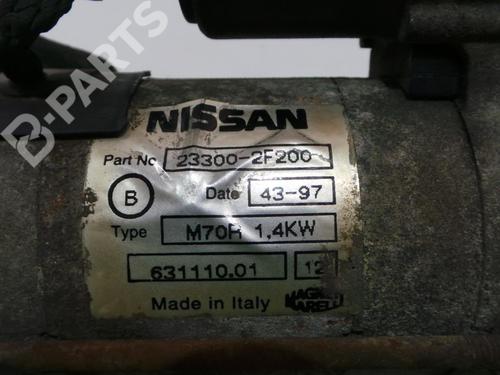 B-PARTS
NISSAN
Part No 23300-2F200
B Date 43-97
Type M70R 1,4KW
631110.01 12
Made in Italy MAGNETI MARELLI